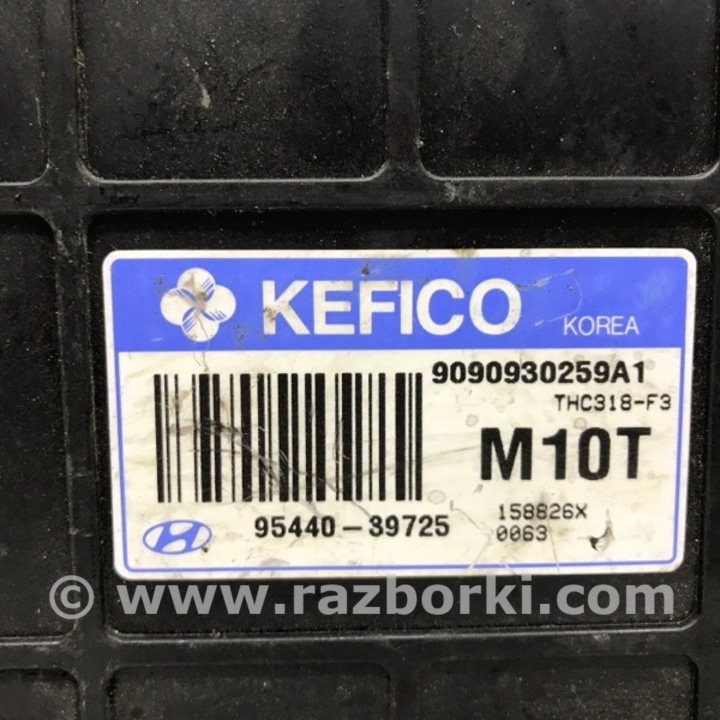 KEFICO KOREA
9090930259A1
THC318-F3
M10T
95440-39725
158826X
0063
© www.razborki.com